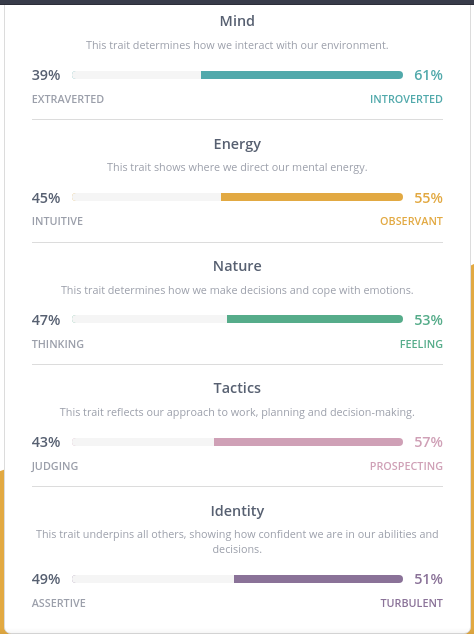 Mind
This trait determines how we interact with our environment.
39% 61%
EXTRAVERTED INTROVERTED
Energy
This trait shows where we direct our mental energy.
45% 55%
INTUITIVE OBSERVANT
Nature
This trait determines how we make decisions and cope with emotions.
47% 53%
THINKING FEELING
Tactics
This trait reflects our approach to work, planning and decision-making.
43% 57%
JUDGING PROSPECTING
Identity
This trait underpins all others, showing how confident we are in our abilities and
decisions.
49% 51%
ASSERTIVE TURBULENT